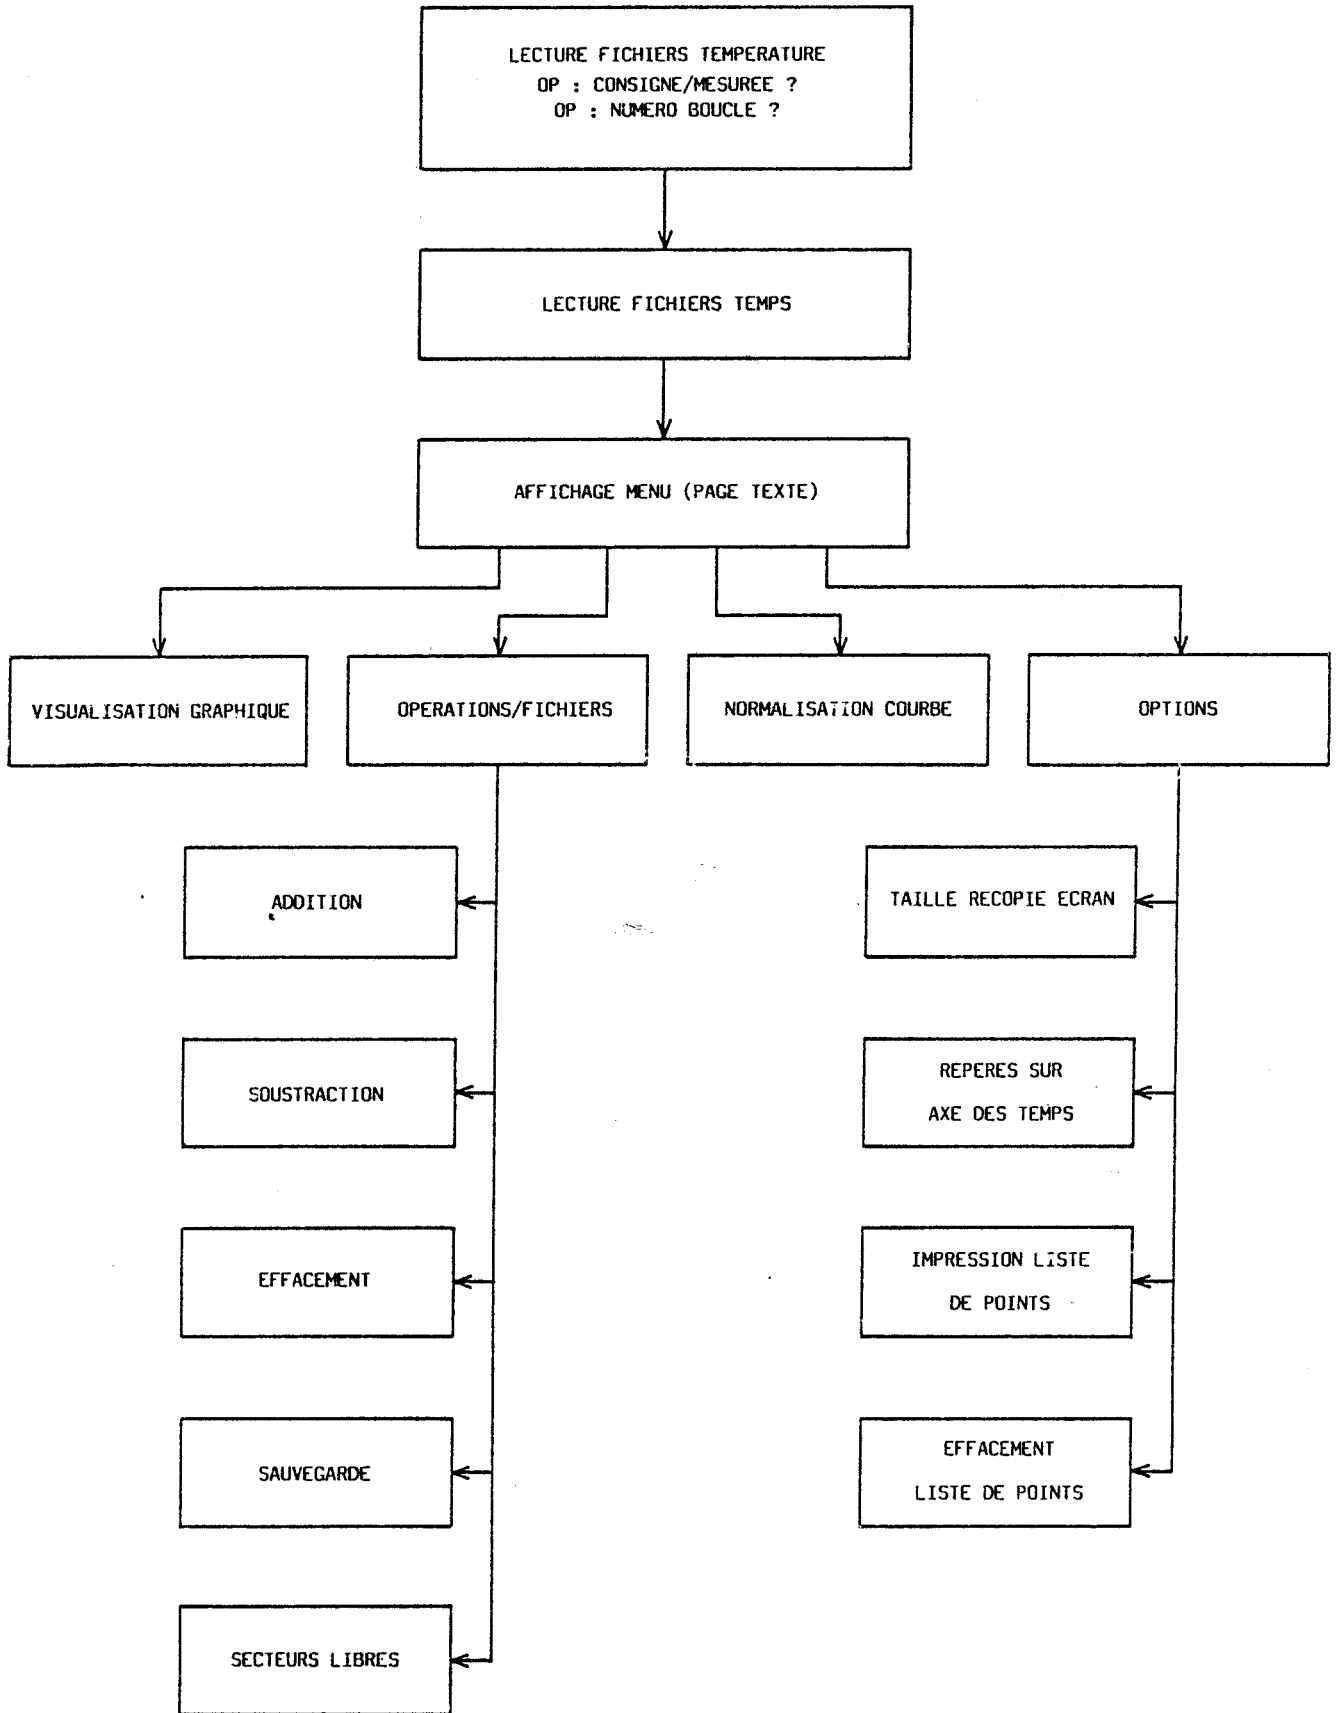 LECTURE FICHIERS TEMPERATURE
OP : CONSIGNE/MESUREE ?
OP : NUMERO BOUCLE ?
LECTURE FICHIERS TEMPS
AFFICHAGE MENU (PAGE TEXTE)
VISUALISATION GRAPHIQUE
OPERATIONS/FICHIERS
NORMALISATION COURBE
OPTIONS
ADDITION
SOUSTRACTION
EFFACEMENT
SAUVEGARDE
SECTEURS LIBRES
TAILLE RECOPIE ECRAN
REPERES SUR
AXE DES TEMPS
IMPRESSION LISTE
DE POINTS
EFFACEMENT
LISTE DE POINTS